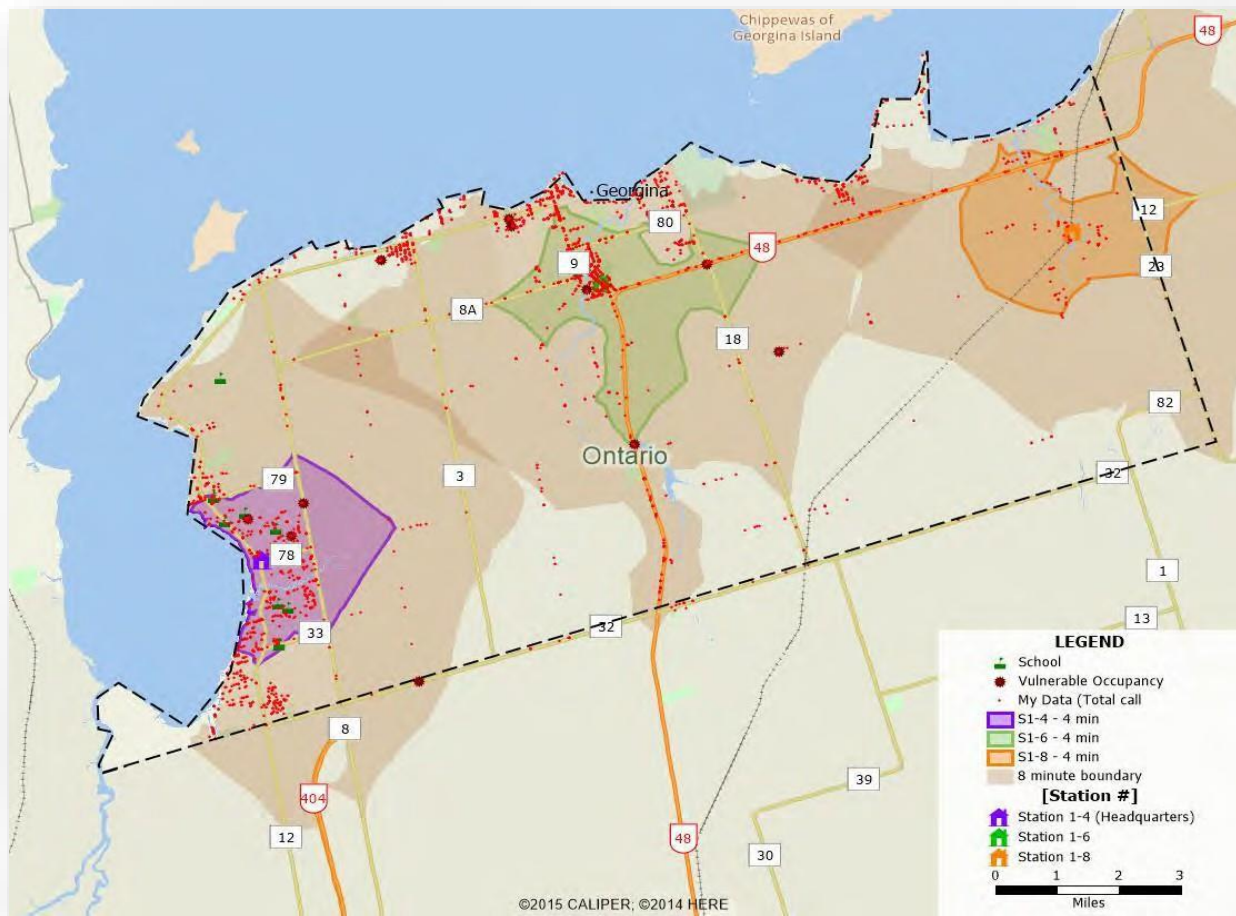 Chippewas of
Georgina Island
48
Georgina
80
12
9
48
23
8A
18
82
Ontario
79
3
32
78
1
33
32
13
8
39
404
12
48
30
LEGEND
School
Vulnerable Occupancy
My Data (Total call
S1-4 - 4 min
S1-6 - 4 min
S1-8 - 4 min
8 minute boundary
[Station #]
Station 1-4 (Headquarters)
Station 1-6
Station 1-8
0 1 2 3
Miles
©2015 CALIPER; ©2014 HERE